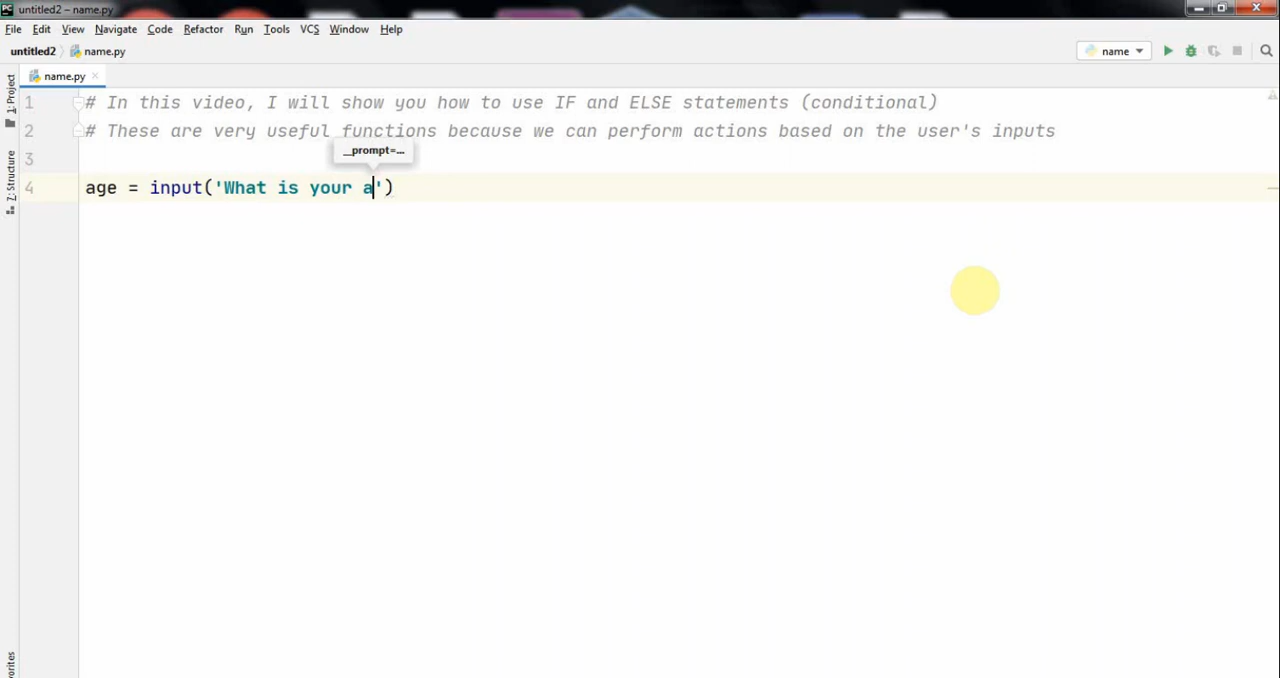 PC untitled2 – name.py
File Edit View Navigate Code Refactor Run Tools VCS Window Help
untitled2 name.py name
name.py
1: Project
1 # In this video, I will show you how to use IF and ELSE statements (conditional)
2 # These are very useful functions because we can perform actions based on the user's inputs
__prompt=...
3
Z: Structure
4 age = input('What is your a')
orites